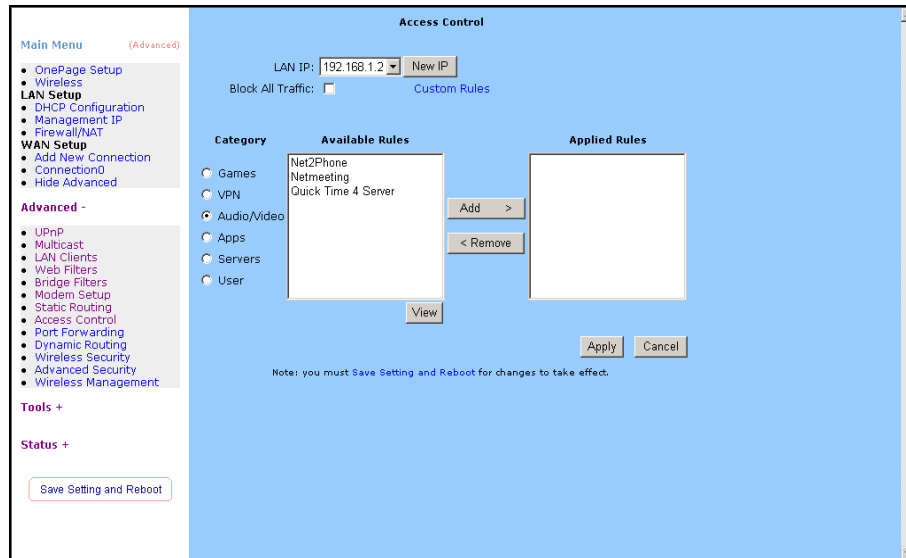 Access Control
Main Menu (Advanced)
OnePage Setup
Wireless
LAN Setup
DHCP Configuration
Management IP
Firewall/NAT
WAN Setup
Add New Connection
Connection0
Hide Advanced
Advanced -
UPnP
Multicast
LAN Clients
Web Filters
Bridge Filters
Modem Setup
Static Routing
Access Control
Port Forwarding
Dynamic Routing
Wireless Security
Advanced Security
Wireless Management
Tools +
Status +
Save Setting and Reboot
LAN IP: 192.168.1.2 New IP
Block All Traffic: Custom Rules
Category Available Rules Applied Rules
Games
VPN
Audio/Video
Apps
Servers
User
Net2Phone
Netmeeting
Quick Time 4 Server
Add >
< Remove
View
Apply Cancel
Note: you must Save Setting and Reboot for changes to take effect.